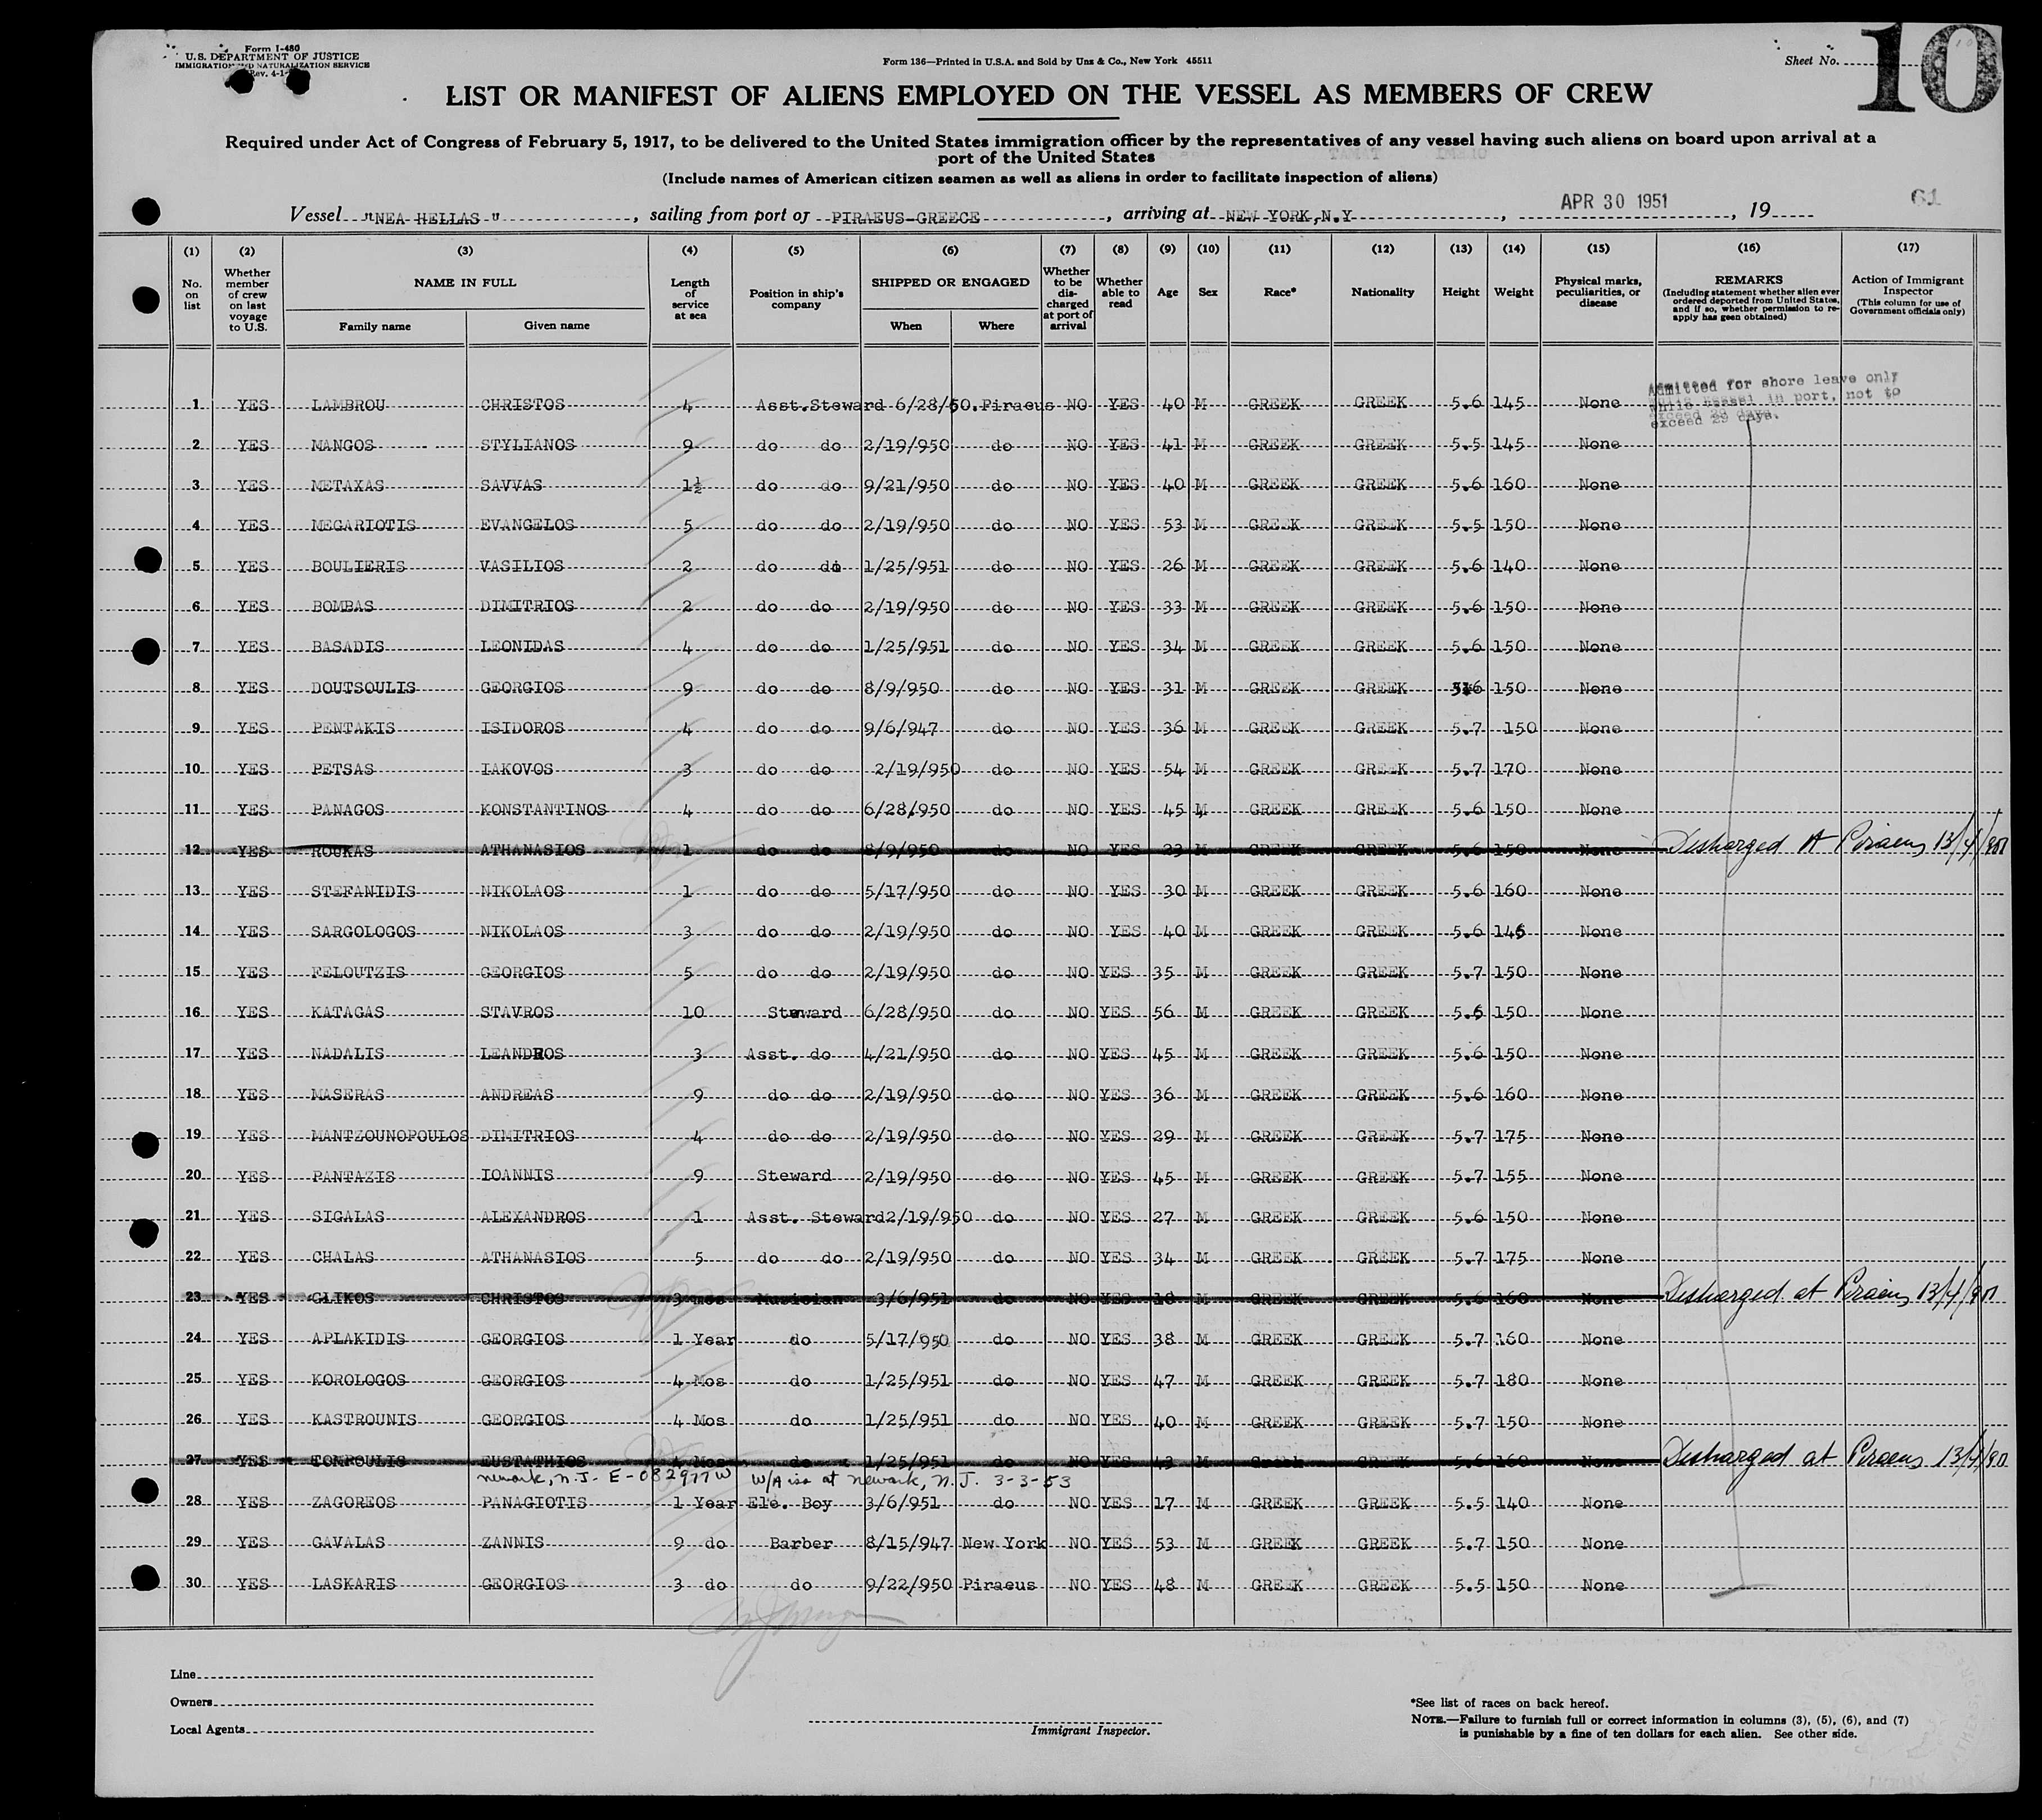 Form I-480
U.S. DEPARTMENT OF JUSTICE
IMMIGRATION AND NATURALIZATION SERVICE
Rev. 4-1-
Form 136—Printed in U.S.A. and Sold by Unz & Co., New York 45511
Sheet No.
10
LIST OR MANIFEST OF ALIENS EMPLOYED ON THE VESSEL AS MEMBERS OF CREW
Required under Act of Congress of February 5, 1917, to be delivered to the United States immigration officer by the representatives of any vessel having such aliens on board upon arrival at a
port of the United States
(Include names of American citizen seamen as well as aliens in order to facilitate inspection of aliens)
Vessel "NEA HELLAS", sailing from port of PIRAEUS-GREECE, arriving at NEW YORK,N.Y, APR 30 1951, 19 61
(1) (2) (3) (4) (5) (6) (7) (8) (9) (10) (11) (12) (13) (14) (15) (16) (17)
No. on list
Whether member of crew on last voyage to U.S.
NAME IN FULL
Family name Given name
Length of service at sea
Position in ship's company
SHIPPED OR ENGAGED
When Where
Whether to be discharged at port of arrival
Whether able to read
Age
Sex
Race*
Nationality
Height
Weight
Physical marks, peculiarities, or disease
REMARKS
(Including statement whether alien ever ordered deported from United States, and if so, whether permission to re-apply has geen obtained)
Action of Immigrant Inspector
(This column for use of Government officials only)
Admitted for shore leave only
while vessel in port, not to
exceed 29 days.
1 YES LAMBROU CHRISTOS 4 Asst.Steward 6/28/50.Piraeus NO YES 40 M GREEK GREEK 5.6 145 None
2 YES MANGOS STYLIANOS 9 do do 2/19/950 do NO YES 41 M GREEK GREEK 5.5 145 None
3 YES METAXAS SAVVAS 1½ do do 9/21/950 do NO YES 40 M GREEK GREEK 5.6 160 None
4 YES MEGARIOTIS EVANGELOS 5 do do 2/19/950 do NO YES 53 M GREEK GREEK 5.5 150 None
5 YES BOULIERIS VASILIOS 2 do do 1/25/951 do NO YES 26 M GREEK GREEK 5.6 140 None
6 YES BOMBAS DIMITRIOS 2 do do 2/19/950 do NO YES 33 M GREEK GREEK 5.6 150 None
7 YES BASADIS LEONIDAS 4 do do 1/25/951 do NO YES 34 M GREEK GREEK 5.6 150 None
8 YES DOUTSOULIS GEORGIOS 9 do do 8/9/950 do NO YES 31 M GREEK GREEK 5.6 150 None
9 YES PENTAKIS ISIDOROS 4 do do 9/6/947 do NO YES 36 M GREEK GREEK 5.7 150 None
10 YES PETSAS IAKOVOS 3 do do 2/19/950 do NO YES 54 M GREEK GREEK 5.7 170 None
11 YES PANAGOS KONSTANTINOS 4 do do 6/28/950 do NO YES 45 M GREEK GREEK 5.6 150 None
12 YES ROUKAS ATHANASIOS 1 do do 8/9/950 do NO YES 23 M GREEK GREEK 5.6 150 None Discharged At Piraeus 13/4/951
13 YES STEFANIDIS NIKOLAOS 1 do do 5/17/950 do NO YES 30 M GREEK GREEK 5.6 160 None
14 YES SARGOLOGOS NIKOLAOS 3 do do 2/19/950 do NO YES 40 M GREEK GREEK 5.6 145 None
15 YES FELOUTZIS GEORGIOS 5 do do 2/19/950 do NO YES 35 M GREEK GREEK 5.7 150 None
16 YES KATAGAS STAVROS 10 Steward 6/28/950 do NO YES 56 M GREEK GREEK 5.6 150 None
17 YES NADALIS LEANDROS 3 Asst. do 4/21/950 do NO YES 45 M GREEK GREEK 5.6 150 None
18 YES MASERAS ANDREAS 9 do do 2/19/950 do NO YES 36 M GREEK GREEK 5.6 160 None
19 YES MANTZOUNOPOULOS DIMITRIOS 4 do do 2/19/950 do NO YES 29 M GREEK GREEK 5.7 175 None
20 YES PANTAZIS IOANNIS 9 Steward 2/19/950 do NO YES 45 M GREEK GREEK 5.7 155 None
21 YES SIGALAS ALEXANDROS 1 Asst. Steward 2/19/950 do NO YES 27 M GREEK GREEK 5.6 150 None
22 YES CHALAS ATHANASIOS 5 do do 2/19/950 do NO YES 34 M GREEK GREEK 5.7 175 None
23 YES GLIKOS CHRISTOS 3 mos Musician 3/6/951 do NO YES 18 M GREEK GREEK 5.6 160 None Discharged at Piraeus 13/4/951
24 YES APLAKIDIS GEORGIOS 1 Year do 5/17/950 do NO YES 38 M GREEK GREEK 5.7 160 None
25 YES KOROLOGOS GEORGIOS 4 Mos do 1/25/951 do NO YES 47 M GREEK GREEK 5.7 180 None
26 YES KASTROUNIS GEORGIOS 4 Mos do 1/25/951 do NO YES 40 M GREEK GREEK 5.7 150 None
27 YES TOMPOULIS EUSTATHIOS 4 Mos do 1/25/951 do NO YES 43 M Greek GREEK 5.6 160 None Discharged at Piraeus 13/4/951
Newark, N.J. E-082977 W W/A iss at Newark, N.J. 3-3-53
28 YES ZAGOREOS PANAGIOTIS 1 Year Ele. Boy 3/6/951 do NO YES 17 M GREEK GREEK 5.5 140 None
29 YES GAVALAS ZANNIS 9 do Barber 8/15/947 New York NO YES 53 M GREEK GREEK 5.7 150 None
30 YES LASKARIS GEORGIOS 3 do do 9/22/950 Piraeus NO YES 48 M GREEK GREEK 5.5 150 None
Line
Owners
Local Agents
Immigrant Inspector.
*See list of races on back hereof.
NOTE.—Failure to furnish full or correct information in columns (3), (5), (6), and (7)
is punishable by a fine of ten dollars for each alien. See other side.